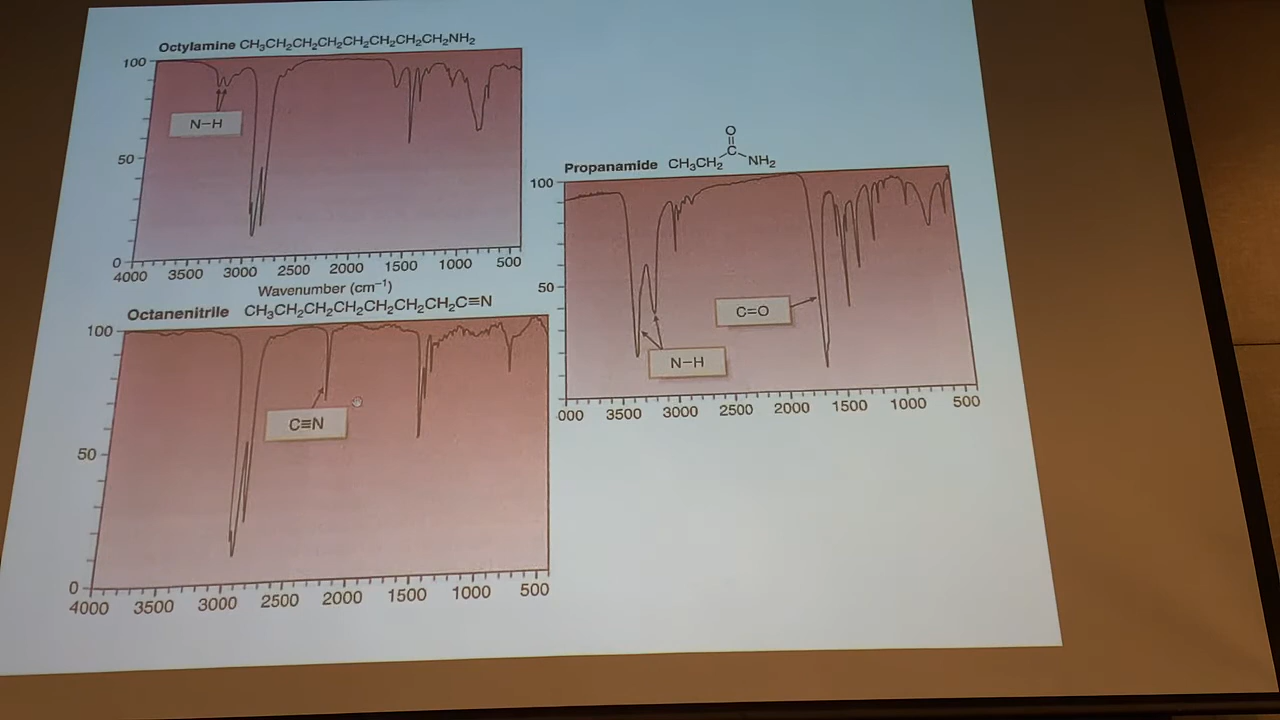 Octylamine CH₃CH₂CH₂CH₂CH₂CH₂CH₂CH₂NH₂
100
N—H
50
0
4000 3500 3000 2500 2000 1500 1000 500
Wavenumber (cm⁻¹)
Octanenitrile CH₃CH₂CH₂CH₂CH₂CH₂CH₂C≡N
100
C≡N
50
0
4000 3500 3000 2500 2000 1500 1000 500
O
C
Propanamide CH₃CH₂ NH₂
100
50
C=O
N—H
000 3500 3000 2500 2000 1500 1000 500